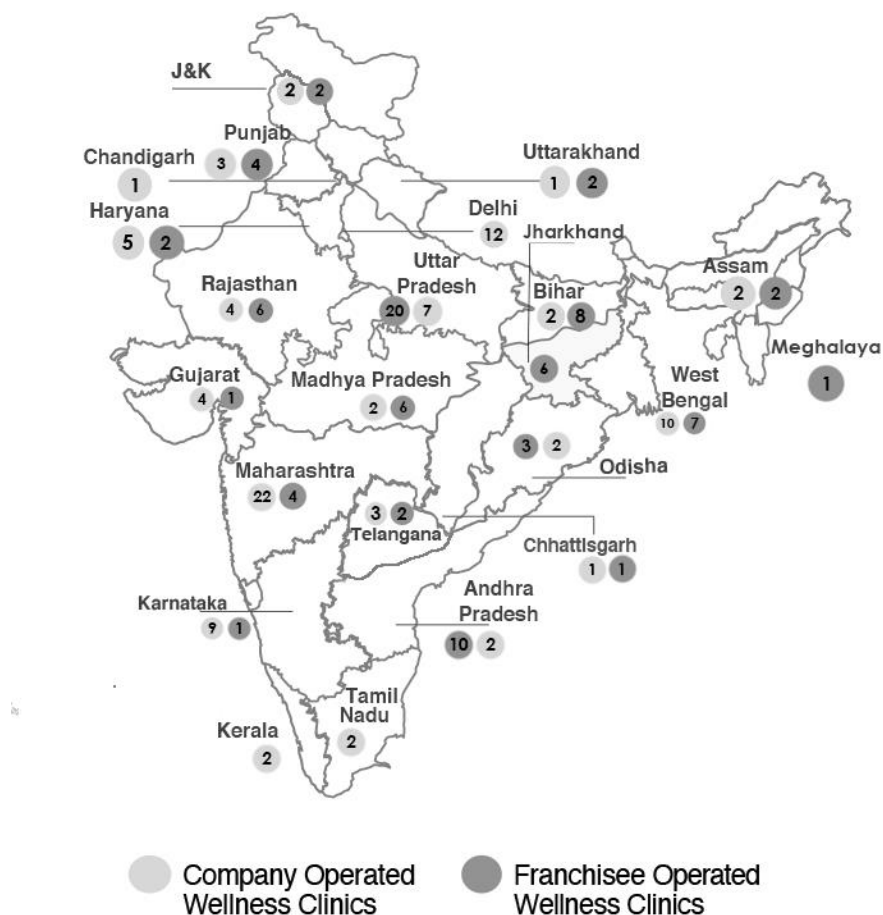 J&K
2 2
Punjab
3 4
Chandigarh
1
Uttarakhand
1 2
Haryana
5 2
Delhi
12
Jharkhand
6
Rajasthan
4 6
Uttar
Pradesh
20 7
Bihar
2 8
Assam
2 2
Meghalaya
1
Gujarat
4 1
Madhya Pradesh
2 6
West
Bengal
10 7
3 2
Odisha
Maharashtra
22 4
3 2
Telangana
Chhattisgarh
1 1
Karnataka
9 1
Andhra
Pradesh
10 2
Tamil
Nadu
2
Kerala
2
Company Operated
Wellness Clinics
Franchisee Operated
Wellness Clinics